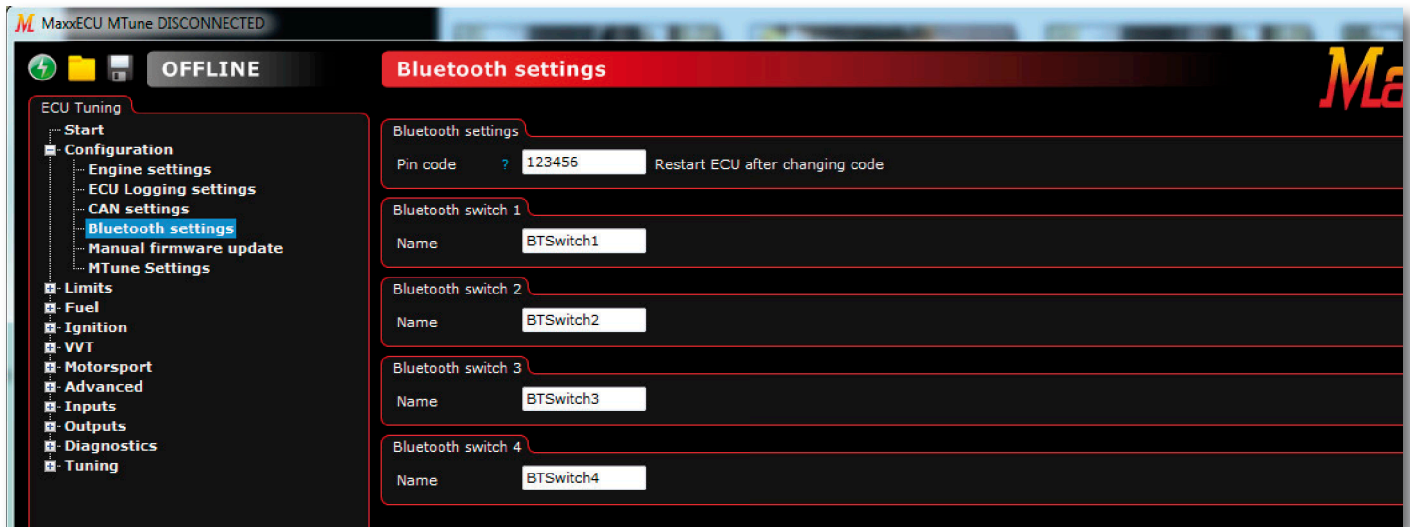 MaxxECU MTune DISCONNECTED
OFFLINE
Bluetooth settings
ECU Tuning
Start
Configuration
Engine settings
ECU Logging settings
CAN settings
Bluetooth settings
Manual firmware update
MTune Settings
Limits
Fuel
Ignition
VVT
Motorsport
Advanced
Inputs
Outputs
Diagnostics
Tuning
Bluetooth settings
Pin code ? 123456 Restart ECU after changing code
Bluetooth switch 1
Name BTSwitch1
Bluetooth switch 2
Name BTSwitch2
Bluetooth switch 3
Name BTSwitch3
Bluetooth switch 4
Name BTSwitch4